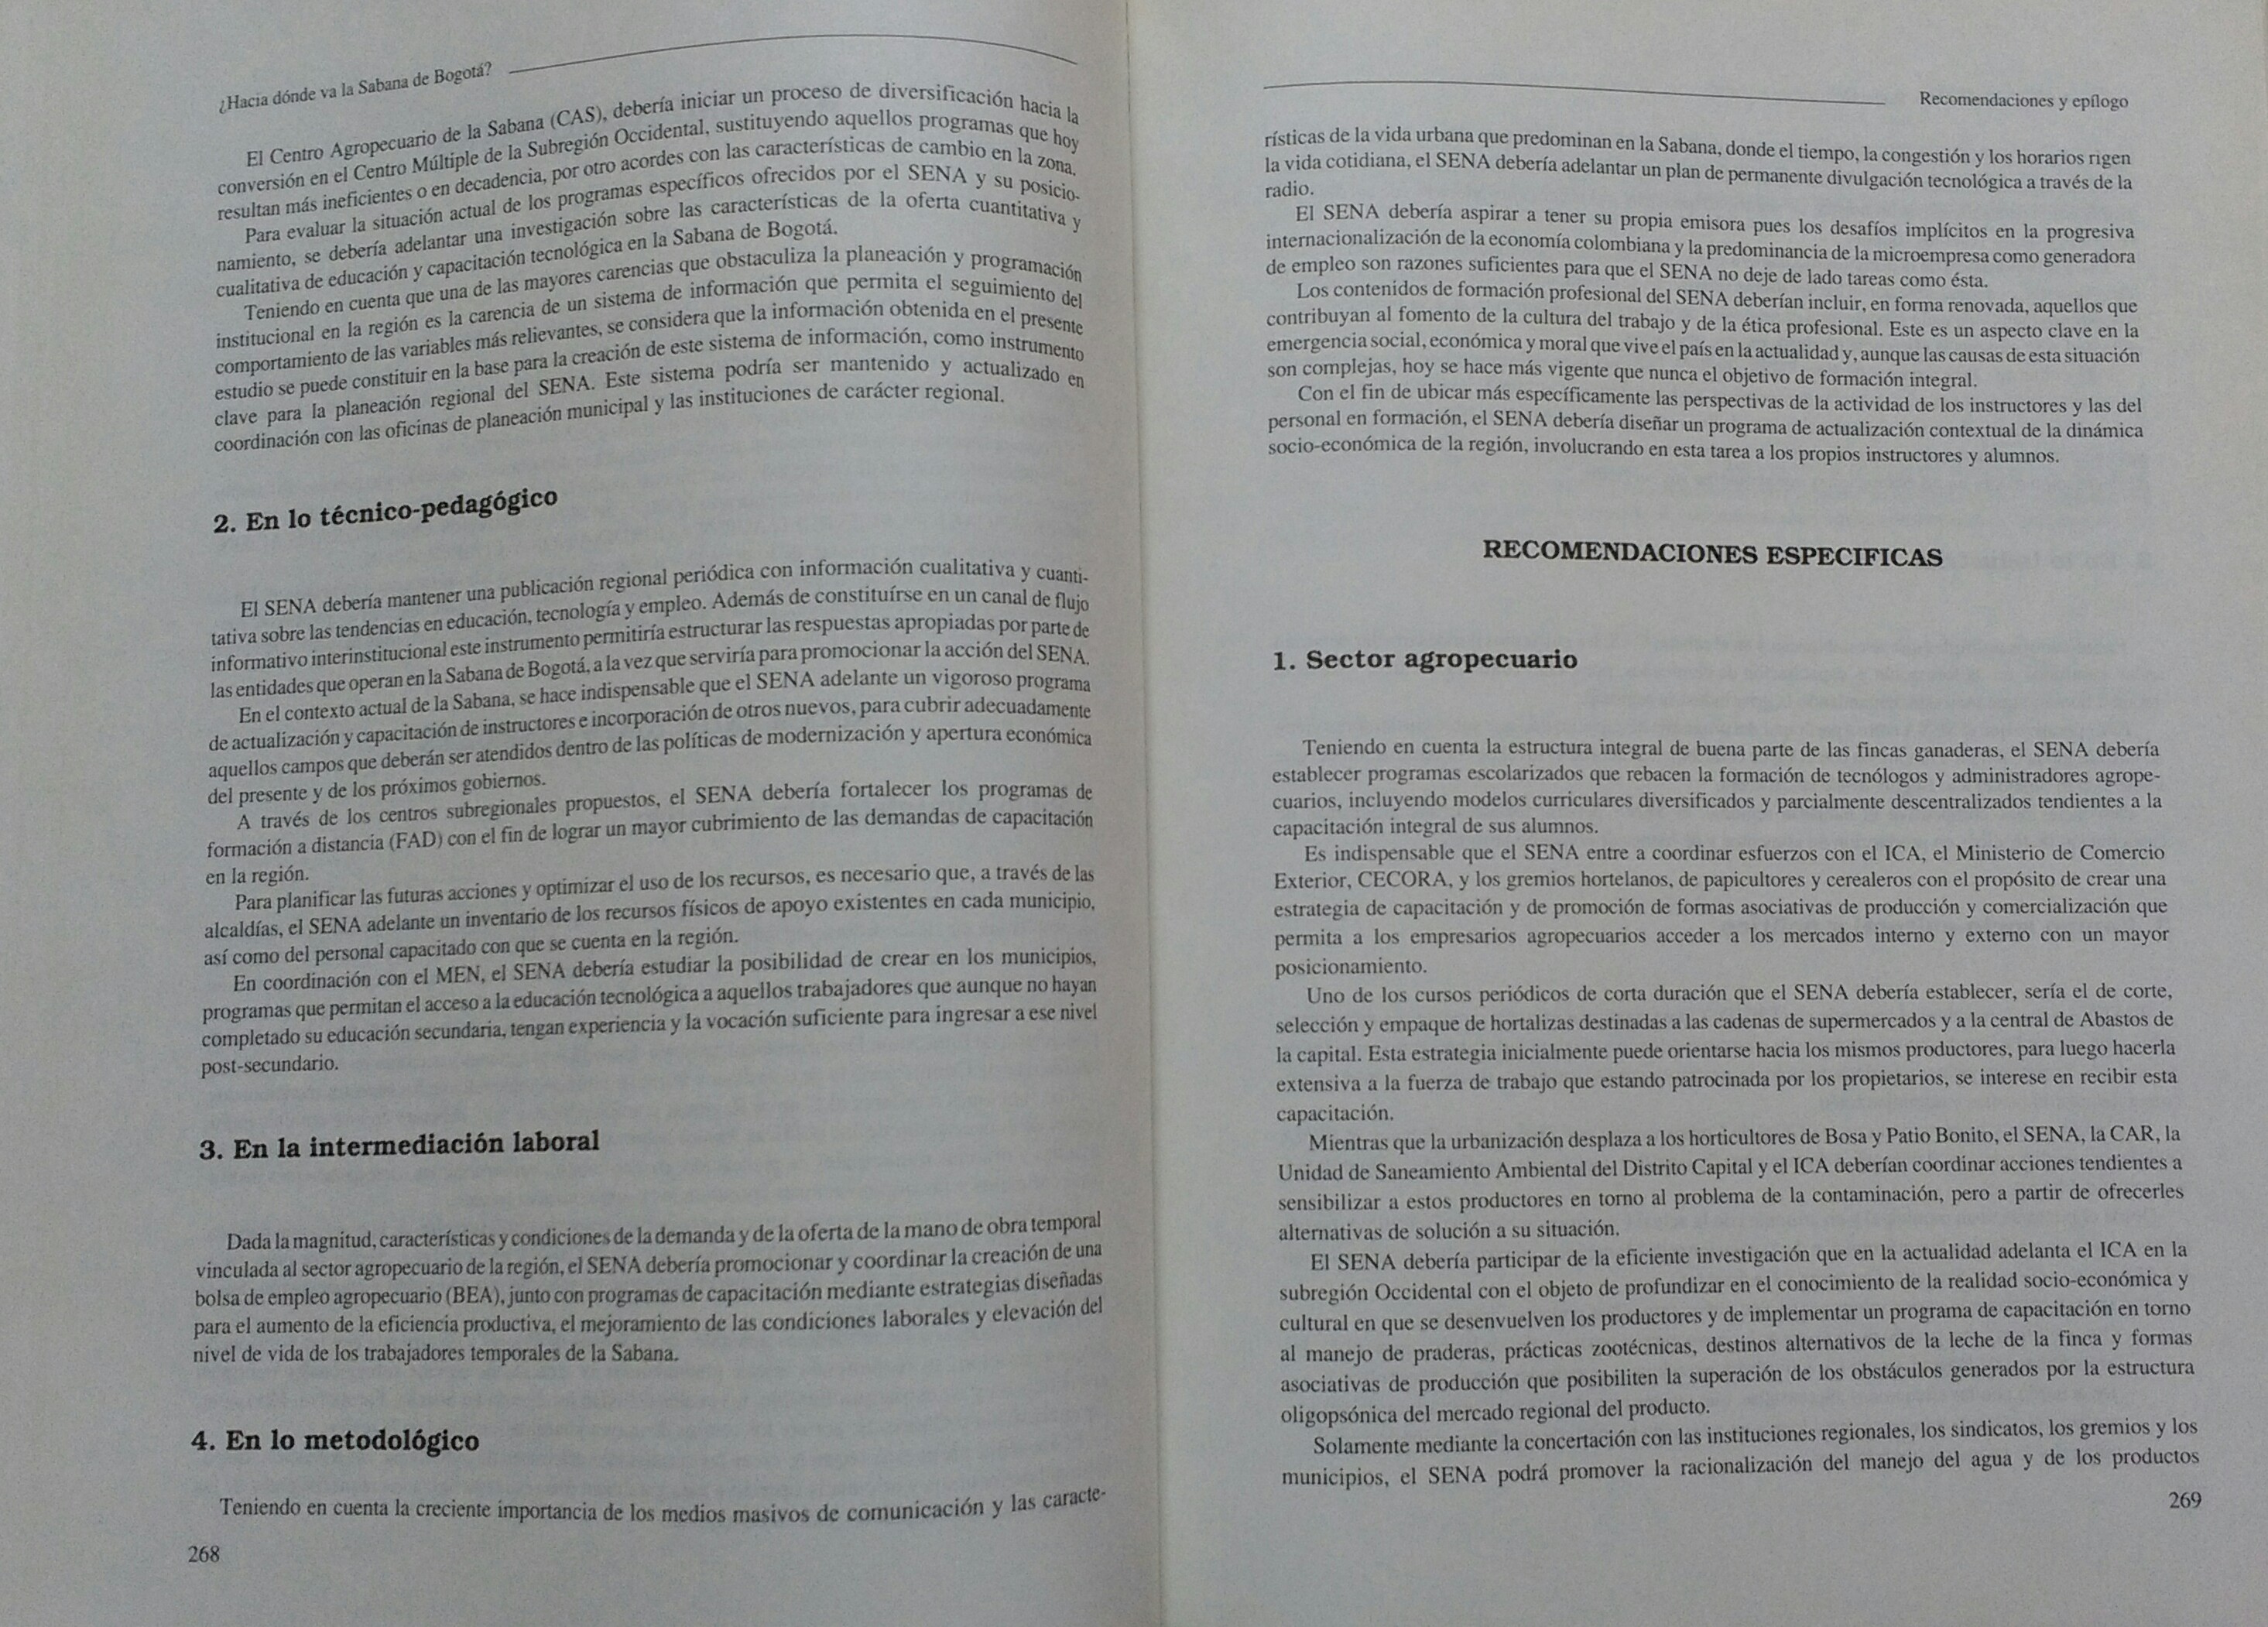 ¿Hacia dónde va la Sabana de Bogotá?
El Centro Agropecuario de la Sabana (CAS), debería iniciar un proceso de diversificación hacia la
conversión en el Centro Múltiple de la Subregión Occidental, sustituyendo aquellos programas que hoy
resultan más ineficientes o en decadencia, por otro acordes con las características de cambio en la zona.
Para evaluar la situación actual de los programas específicos ofrecidos por el SENA y su posicio-
namiento, se debería adelantar una investigación sobre las características de la oferta cuantitativa y
cualitativa de educación y capacitación tecnológica en la Sabana de Bogotá.
Teniendo en cuenta que una de las mayores carencias que obstaculiza la planeación y programación
institucional en la región es la carencia de un sistema de información que permita el seguimiento del
comportamiento de las variables más relievantes, se considera que la información obtenida en el presente
estudio se puede constituir en la base para la creación de este sistema de información, como instrumento
clave para la planeación regional del SENA. Este sistema podría ser mantenido y actualizado en
coordinación con las oficinas de planeación municipal y las instituciones de carácter regional.
2. En lo técnico-pedagógico
El SENA debería mantener una publicación regional periódica con información cualitativa y cuanti-
tativa sobre las tendencias en educación, tecnología y empleo. Además de constituírse en un canal de flujo
informativo interinstitucional este instrumento permitiría estructurar las respuestas apropiadas por parte de
las entidades que operan en la Sabana de Bogotá, a la vez que serviría para promocionar la acción del SENA.
En el contexto actual de la Sabana, se hace indispensable que el SENA adelante un vigoroso programa
de actualización y capacitación de instructores e incorporación de otros nuevos, para cubrir adecuadamente
aquellos campos que deberán ser atendidos dentro de las políticas de modernización y apertura económica
del presente y de los próximos gobiernos.
A través de los centros subregionales propuestos, el SENA debería fortalecer los programas de
formación a distancia (FAD) con el fin de lograr un mayor cubrimiento de las demandas de capacitación
en la región.
Para planificar las futuras acciones y optimizar el uso de los recursos, es necesario que, a través de las
alcaldías, el SENA adelante un inventario de los recursos físicos de apoyo existentes en cada municipio,
así como del personal capacitado con que se cuenta en la región.
En coordinación con el MEN, el SENA debería estudiar la posibilidad de crear en los municipios,
programas que permitan el acceso a la educación tecnológica a aquellos trabajadores que aunque no hayan
completado su educación secundaria, tengan experiencia y la vocación suficiente para ingresar a ese nivel
post-secundario.
3. En la intermediación laboral
Dada la magnitud, características y condiciones de la demanda y de la oferta de la mano de obra temporal
vinculada al sector agropecuario de la región, el SENA debería promocionar y coordinar la creación de una
bolsa de empleo agropecuario (BEA), junto con programas de capacitación mediante estrategias diseñadas
para el aumento de la eficiencia productiva, el mejoramiento de las condiciones laborales y elevación del
nivel de vida de los trabajadores temporales de la Sabana.
4. En lo metodológico
Teniendo en cuenta la creciente importancia de los medios masivos de comunicación y las caracte-
268
Recomendaciones y epílogo
rísticas de la vida urbana que predominan en la Sabana, donde el tiempo, la congestión y los horarios rigen
la vida cotidiana, el SENA debería adelantar un plan de permanente divulgación tecnológica a través de la
radio.
El SENA debería aspirar a tener su propia emisora pues los desafíos implícitos en la progresiva
internacionalización de la economía colombiana y la predominancia de la microempresa como generadora
de empleo son razones suficientes para que el SENA no deje de lado tareas como ésta.
Los contenidos de formación profesional del SENA deberían incluir, en forma renovada, aquellos que
contribuyan al fomento de la cultura del trabajo y de la ética profesional. Este es un aspecto clave en la
emergencia social, económica y moral que vive el país en la actualidad y, aunque las causas de esta situación
son complejas, hoy se hace más vigente que nunca el objetivo de formación integral.
Con el fin de ubicar más específicamente las perspectivas de la actividad de los instructores y las del
personal en formación, el SENA debería diseñar un programa de actualización contextual de la dinámica
socio-económica de la región, involucrando en esta tarea a los propios instructores y alumnos.
RECOMENDACIONES ESPECIFICAS
1. Sector agropecuario
Teniendo en cuenta la estructura integral de buena parte de las fincas ganaderas, el SENA debería
establecer programas escolarizados que rebacen la formación de tecnólogos y administradores agrope-
cuarios, incluyendo modelos curriculares diversificados y parcialmente descentralizados tendientes a la
capacitación integral de sus alumnos.
Es indispensable que el SENA entre a coordinar esfuerzos con el ICA, el Ministerio de Comercio
Exterior, CECORA, y los gremios hortelanos, de papicultores y cerealeros con el propósito de crear una
estrategia de capacitación y de promoción de formas asociativas de producción y comercialización que
permita a los empresarios agropecuarios acceder a los mercados interno y externo con un mayor
posicionamiento.
Uno de los cursos periódicos de corta duración que el SENA debería establecer, sería el de corte,
selección y empaque de hortalizas destinadas a las cadenas de supermercados y a la central de Abastos de
la capital. Esta estrategia inicialmente puede orientarse hacia los mismos productores, para luego hacerla
extensiva a la fuerza de trabajo que estando patrocinada por los propietarios, se interese en recibir esta
capacitación.
Mientras que la urbanización desplaza a los horticultores de Bosa y Patio Bonito, el SENA, la CAR, la
Unidad de Saneamiento Ambiental del Distrito Capital y el ICA deberían coordinar acciones tendientes a
sensibilizar a estos productores en torno al problema de la contaminación, pero a partir de ofrecerles
alternativas de solución a su situación.
El SENA debería participar de la eficiente investigación que en la actualidad adelanta el ICA en la
subregión Occidental con el objeto de profundizar en el conocimiento de la realidad socio-económica y
cultural en que se desenvuelven los productores y de implementar un programa de capacitación en torno
al manejo de praderas, prácticas zootécnicas, destinos alternativos de la leche de la finca y formas
asociativas de producción que posibiliten la superación de los obstáculos generados por la estructura
oligopsónica del mercado regional del producto.
Solamente mediante la concertación con las instituciones regionales, los sindicatos, los gremios y los
municipios, el SENA podrá promover la racionalización del manejo del agua y de los productos
269